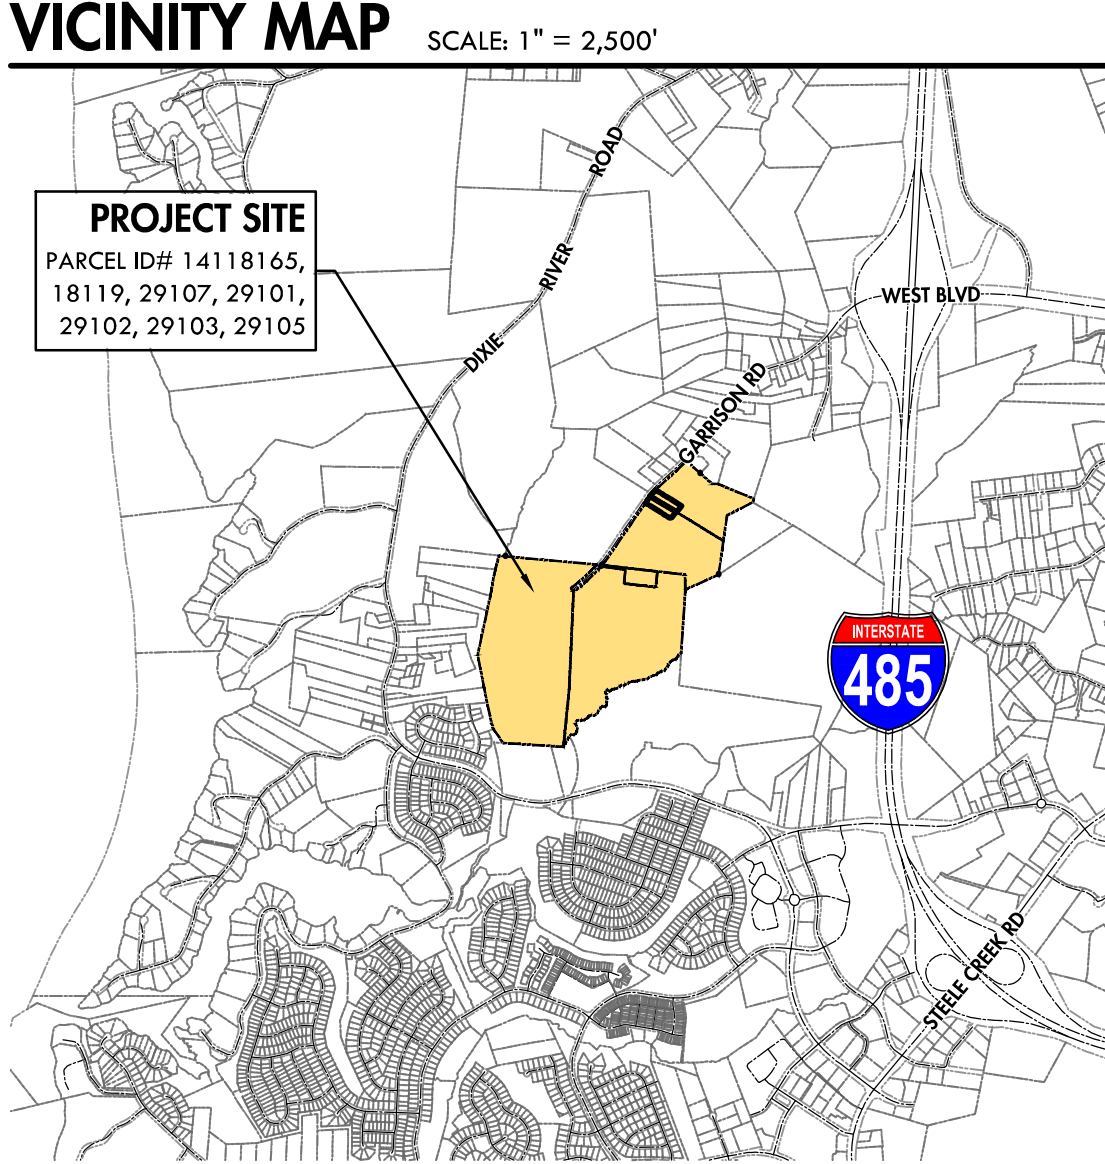 VICINITY MAP
SCALE: 1" = 2,500'
PROJECT SITE
PARCEL ID# 14118165,
18119, 29107, 29101,
29102, 29103, 29105
DIXIE RIVER ROAD
WEST BLVD
GARRISON RD
INTERSTATE
485
STEELE CREEK RD